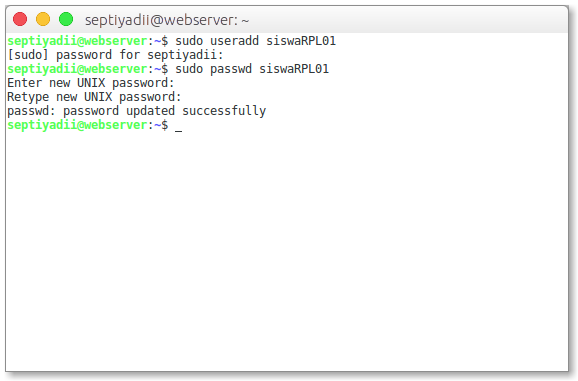 septiyadii@webserver: ~
septiyadii@webserver:~$ sudo useradd siswaRPL01
[sudo] password for septiyadii:
septiyadii@webserver:~$ sudo passwd siswaRPL01
Enter new UNIX password:
Retype new UNIX password:
passwd: password updated successfully
septiyadii@webserver:~$ _